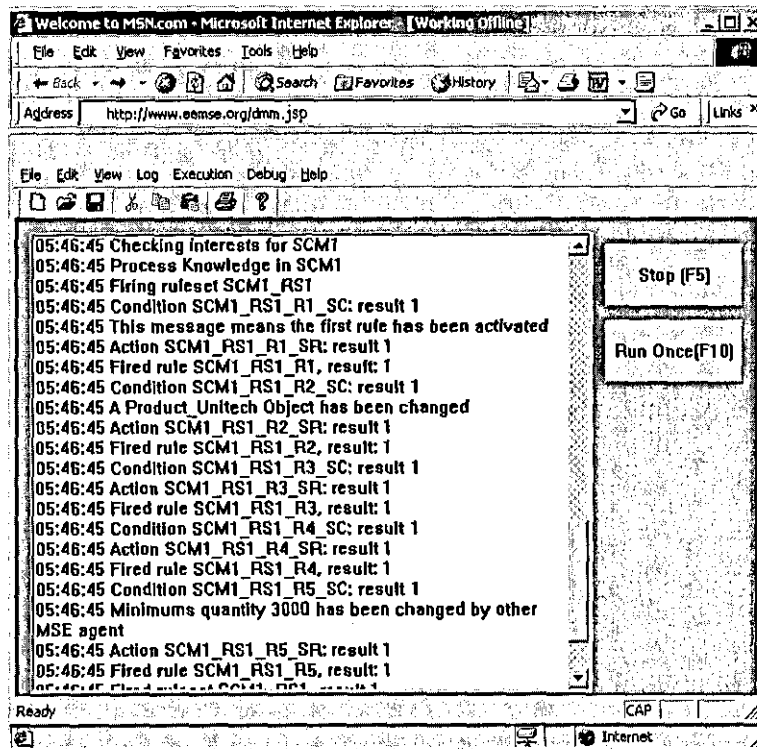 Welcome to MSN.com - Microsoft Internet Explorer - [Working Offline]
File Edit View Favorites Tools Help
Back Search Favorites History
Address http://www.eemse.org/dmm.jsp Go Links »
File Edit View Log Execution Debug Help
05:46:45 Checking interests for SCM1
05:46:45 Process Knowledge in SCM1
05:46:45 Firing ruleset SCM1_RS1
05:46:45 Condition SCM1_RS1_R1_SC: result 1
05:46:45 This message means the first rule has been activated
05:46:45 Action SCM1_RS1_R1_SR: result 1
05:46:45 Fired rule SCM1_RS1_R1, result: 1
05:46:45 Condition SCM1_RS1_R2_SC: result 1
05:46:45 A Product_Unitech Object has been changed
05:46:45 Action SCM1_RS1_R2_SR: result 1
05:46:45 Fired rule SCM1_RS1_R2, result: 1
05:46:45 Condition SCM1_RS1_R3_SC: result 1
05:46:45 Action SCM1_RS1_R3_SR: result 1
05:46:45 Fired rule SCM1_RS1_R3, result: 1
05:46:45 Condition SCM1_RS1_R4_SC: result 1
05:46:45 Action SCM1_RS1_R4_SR: result 1
05:46:45 Fired rule SCM1_RS1_R4, result: 1
05:46:45 Condition SCM1_RS1_R5_SC: result 1
05:46:45 Minimums quantity 3000 has been changed by other
MSE agent
05:46:45 Action SCM1_RS1_R5_SR: result 1
05:46:45 Fired rule SCM1_RS1_R5, result: 1
05:46:45 Fired ruleset SCM1_RS1, result 1
Stop (F5)
Run Once(F10)
Ready CAP
Internet